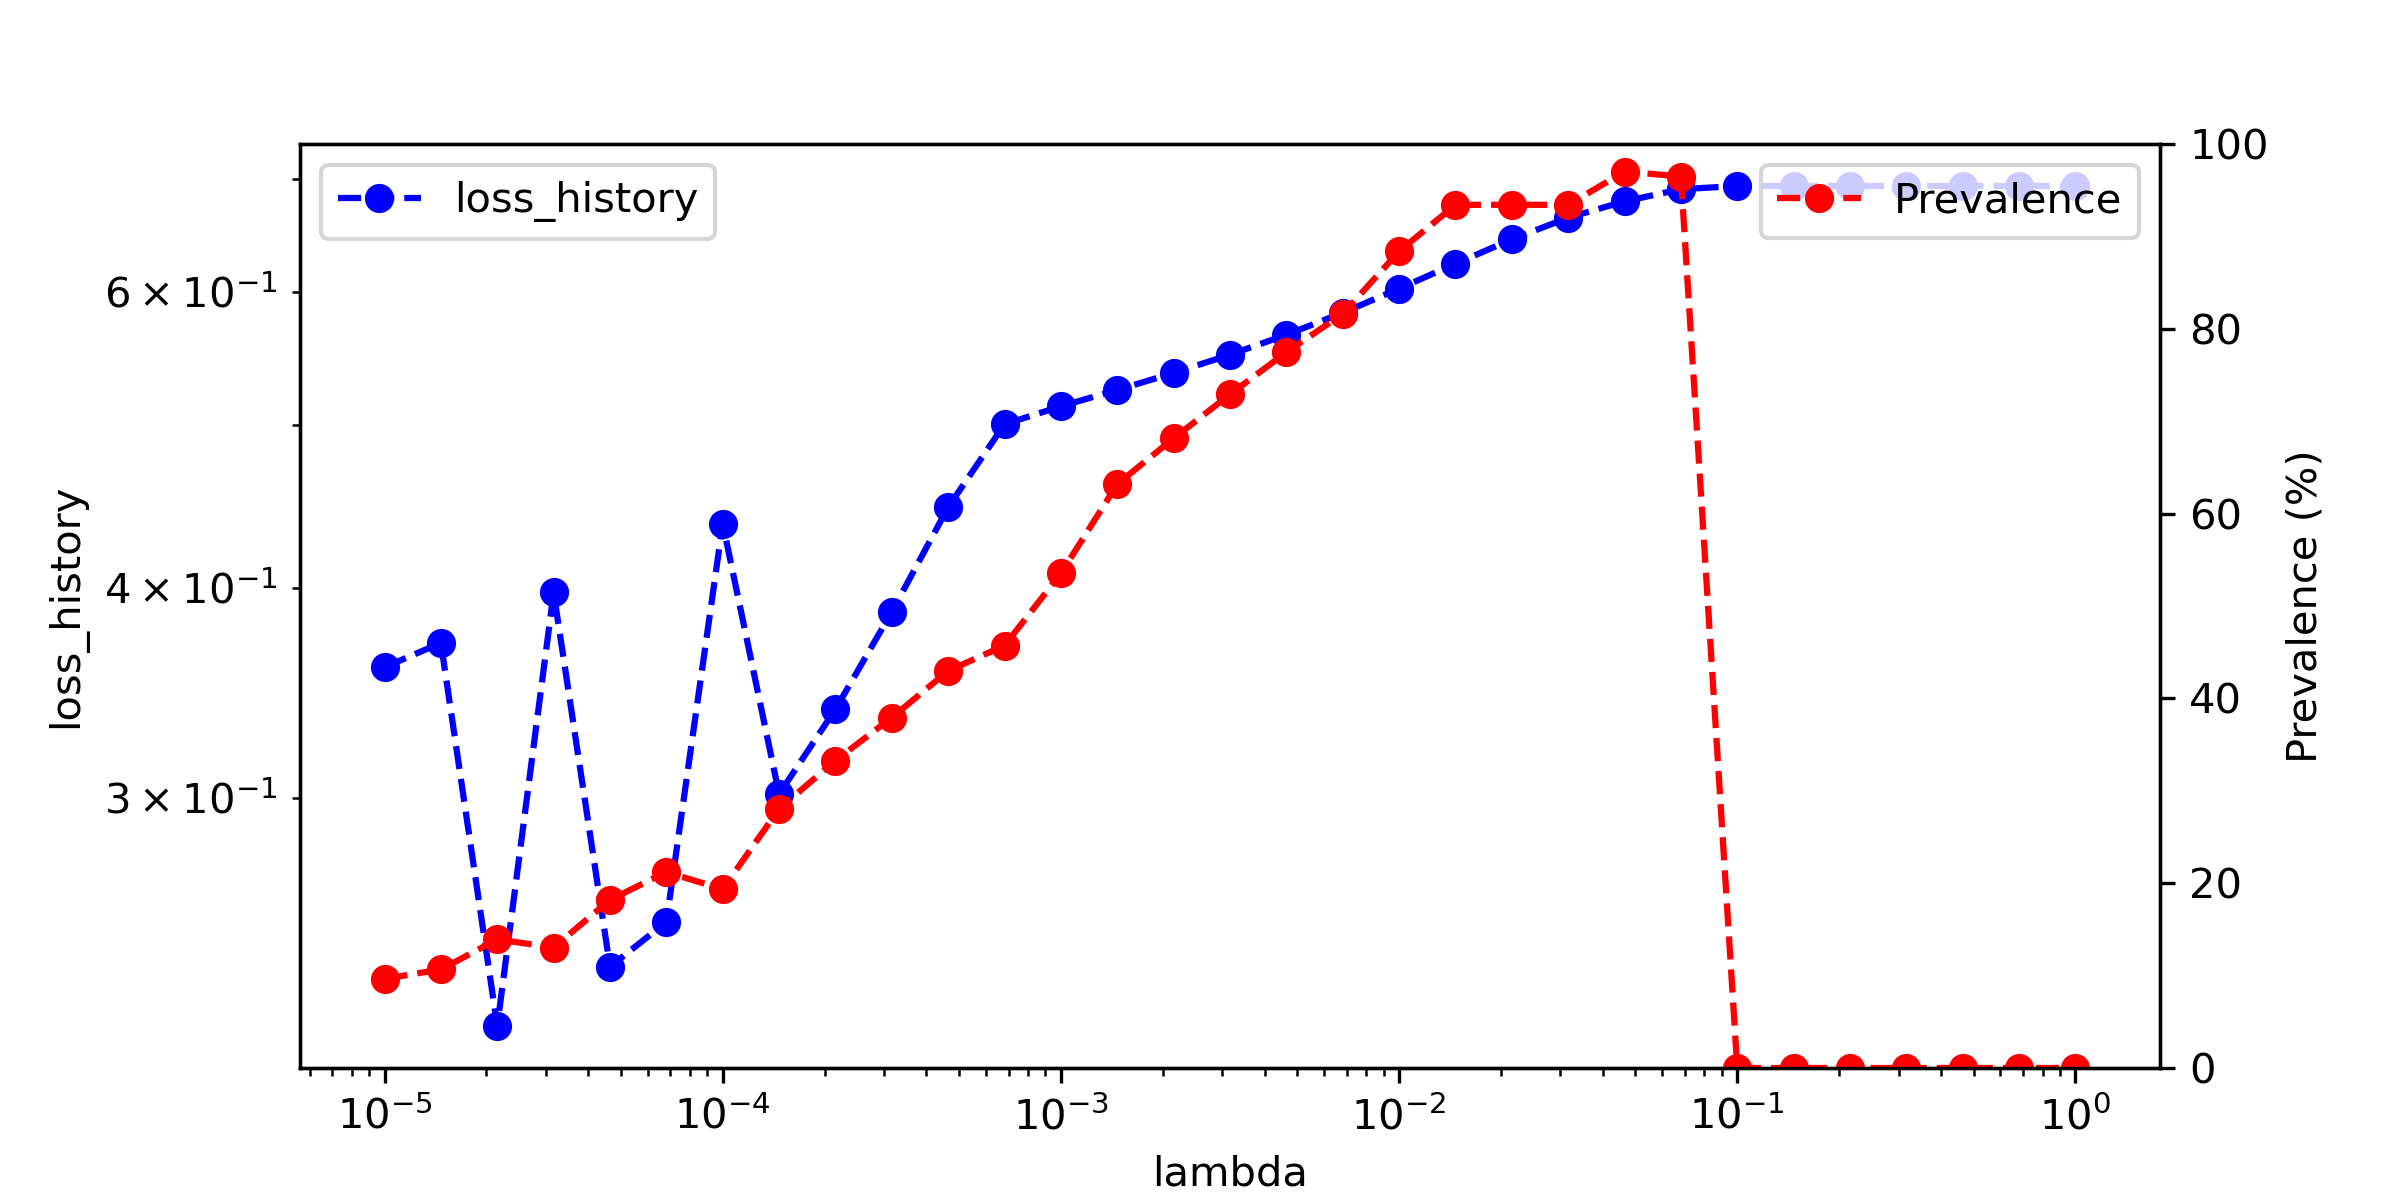 loss_history
Prevalence
100
80
60
40
20
0
6 × 10⁻¹
4 × 10⁻¹
3 × 10⁻¹
loss_history
Prevalence (%)
10⁻⁵ 10⁻⁴ 10⁻³ 10⁻² 10⁻¹ 10⁰
lambda